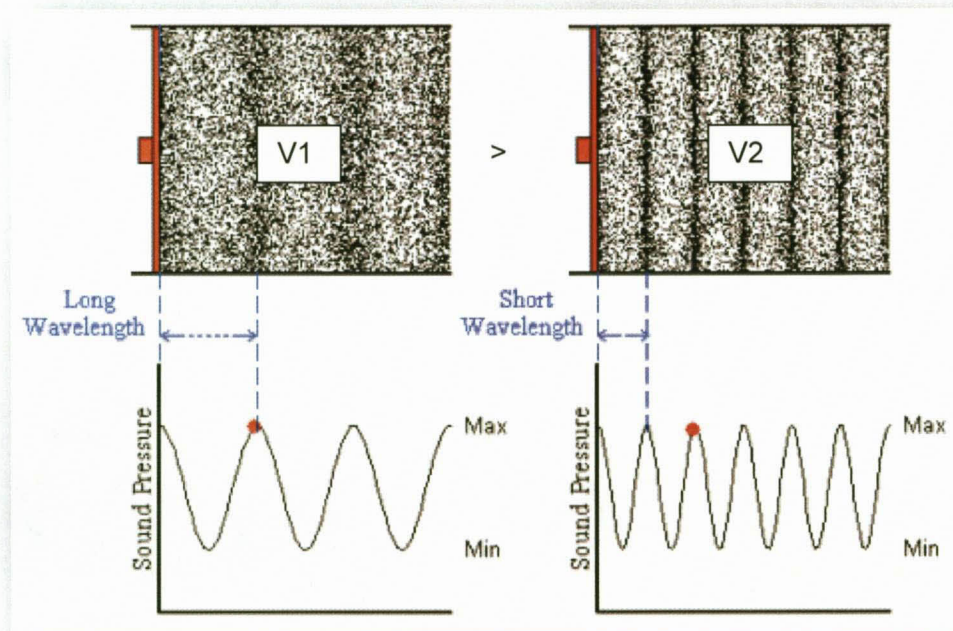 V1
>
V2
Long
Wavelength
Short
Wavelength
Sound Pressure
Max
Min
Sound Pressure
Max
Min